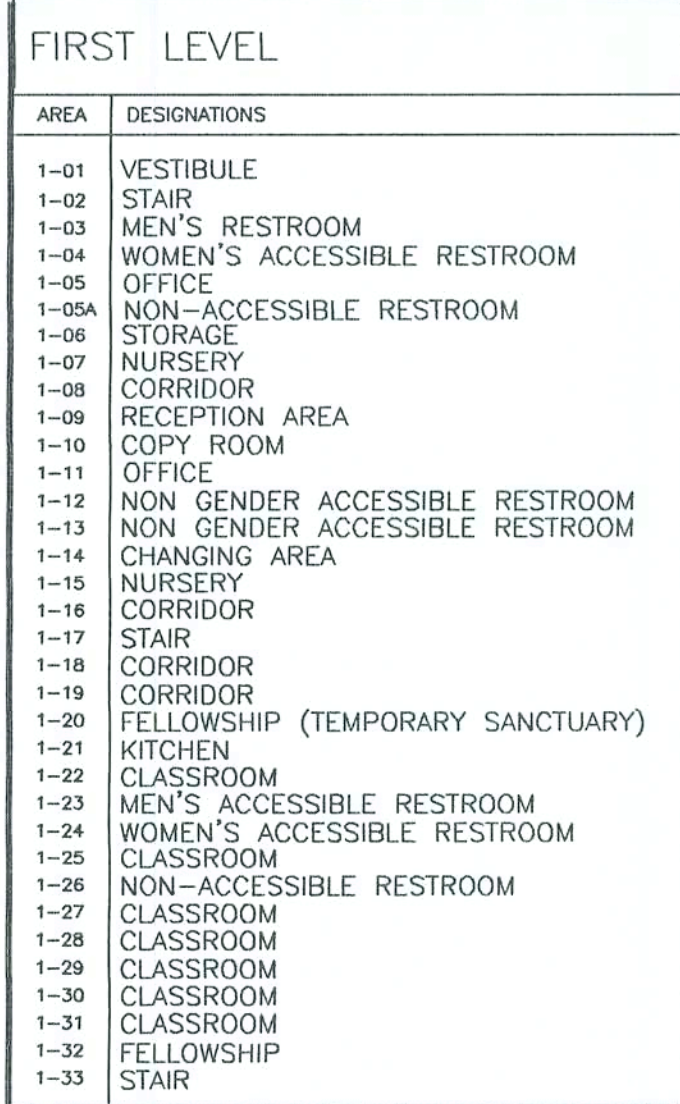 FIRST LEVEL
AREA DESIGNATIONS
1-01 VESTIBULE
1-02 STAIR
1-03 MEN'S RESTROOM
1-04 WOMEN'S ACCESSIBLE RESTROOM
1-05 OFFICE
1-05A NON-ACCESSIBLE RESTROOM
1-06 STORAGE
1-07 NURSERY
1-08 CORRIDOR
1-09 RECEPTION AREA
1-10 COPY ROOM
1-11 OFFICE
1-12 NON GENDER ACCESSIBLE RESTROOM
1-13 NON GENDER ACCESSIBLE RESTROOM
1-14 CHANGING AREA
1-15 NURSERY
1-16 CORRIDOR
1-17 STAIR
1-18 CORRIDOR
1-19 CORRIDOR
1-20 FELLOWSHIP (TEMPORARY SANCTUARY)
1-21 KITCHEN
1-22 CLASSROOM
1-23 MEN'S ACCESSIBLE RESTROOM
1-24 WOMEN'S ACCESSIBLE RESTROOM
1-25 CLASSROOM
1-26 NON-ACCESSIBLE RESTROOM
1-27 CLASSROOM
1-28 CLASSROOM
1-29 CLASSROOM
1-30 CLASSROOM
1-31 CLASSROOM
1-32 FELLOWSHIP
1-33 STAIR